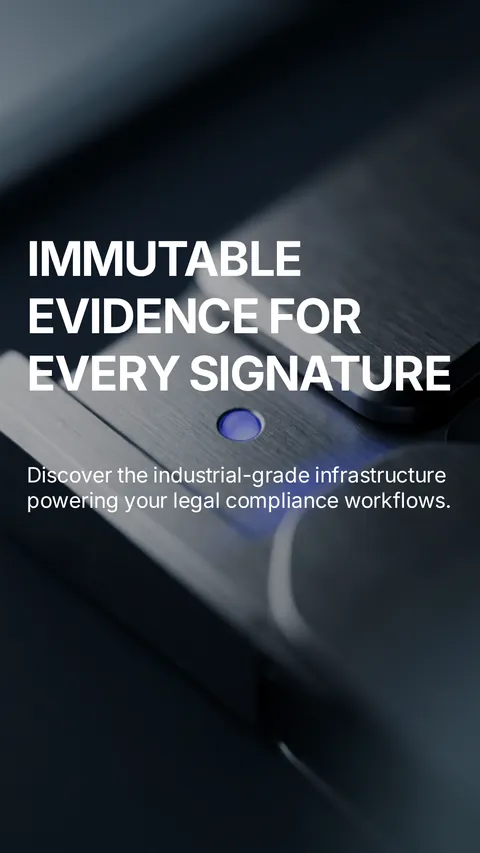 IMMUTABLE
EVIDENCE FOR
EVERY SIGNATURE
Discover the industrial-grade infrastructure
powering your legal compliance workflows.